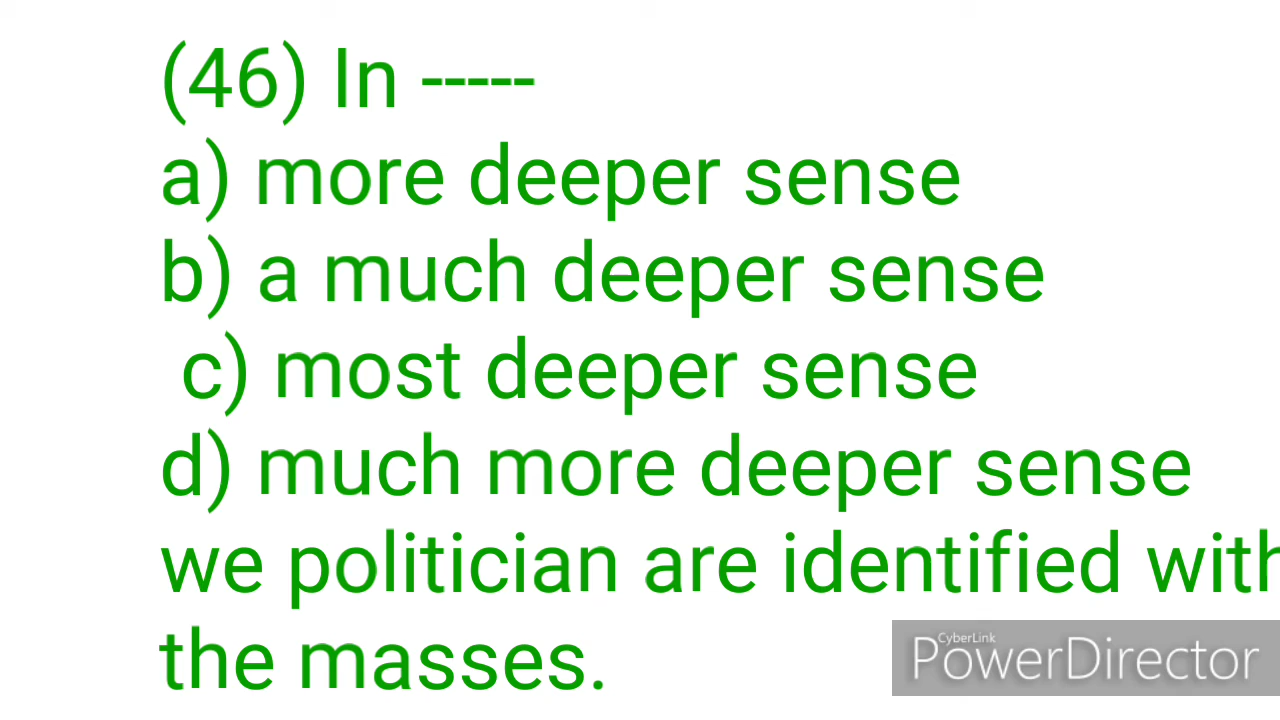 (46) In -----
a) more deeper sense
b) a much deeper sense
c) most deeper sense
d) much more deeper sense
we politician are identified with
the masses.
CyberLink
PowerDirector